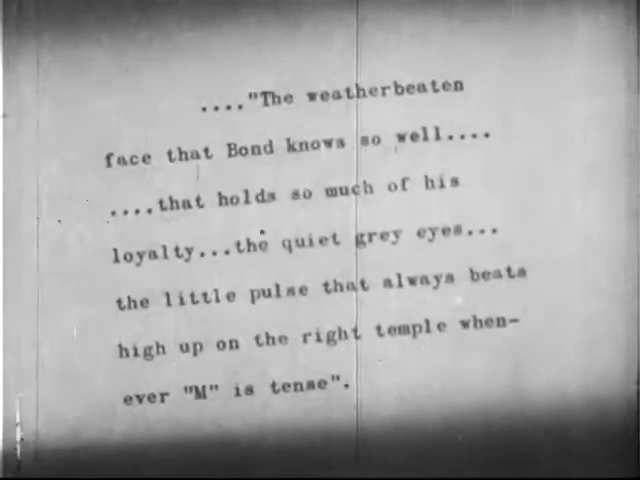 ...."The weatherbeaten
face that Bond knows so well....
....that holds so much of his
loyalty...the quiet grey eyes...
the little pulse that always beats
high up on the right temple when-
ever "M" is tense".